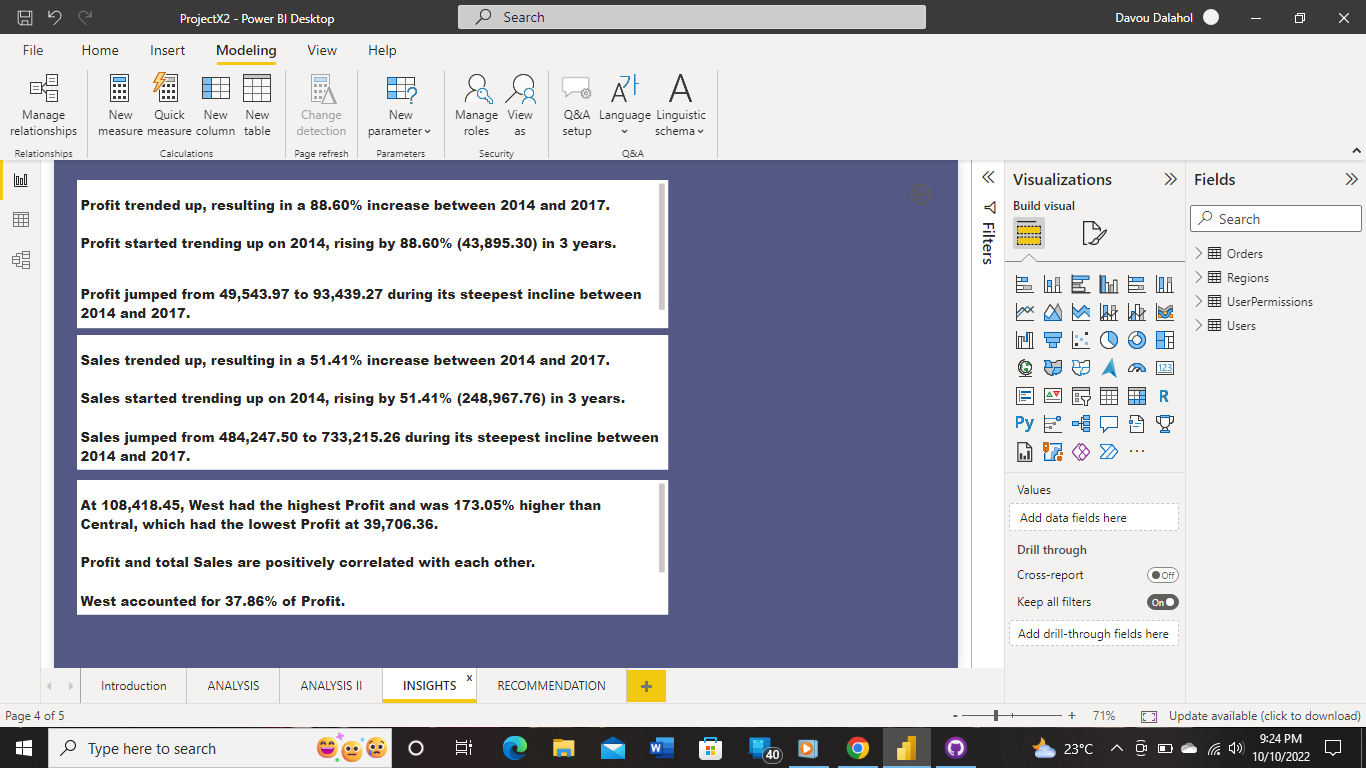 ProjectX2 - Power BI Desktop
Search
Davou Dalahol
File
Home
Insert
Modeling
View
Help
Manage
relationships
New
measure
Quick
measure
New
column
New
table
Change
detection
New
parameter
Manage
roles
View
as
Q&A
setup
Language
Linguistic
schema
Relationships
Calculations
Page refresh
Parameters
Security
Q&A
Profit trended up, resulting in a 88.60% increase between 2014 and 2017.
Profit started trending up on 2014, rising by 88.60% (43,895.30) in 3 years.
Profit jumped from 49,543.97 to 93,439.27 during its steepest incline between
2014 and 2017.
Sales trended up, resulting in a 51.41% increase between 2014 and 2017.
Sales started trending up on 2014, rising by 51.41% (248,967.76) in 3 years.
Sales jumped from 484,247.50 to 733,215.26 during its steepest incline between
2014 and 2017.
At 108,418.45, West had the highest Profit and was 173.05% higher than
Central, which had the lowest Profit at 39,706.36.
Profit and total Sales are positively correlated with each other.
West accounted for 37.86% of Profit.
Filters
Visualizations
Build visual
123
R
Py
Values
Add data fields here
Drill through
Cross-report
Off
Keep all filters
On
Add drill-through fields here
Fields
Search
Orders
Regions
UserPermissions
Users
Introduction
ANALYSIS
ANALYSIS II
INSIGHTS
x
RECOMMENDATION
Page 4 of 5
71%
Update available (click to download)
Type here to search
40
23°C
9:24 PM
10/10/2022